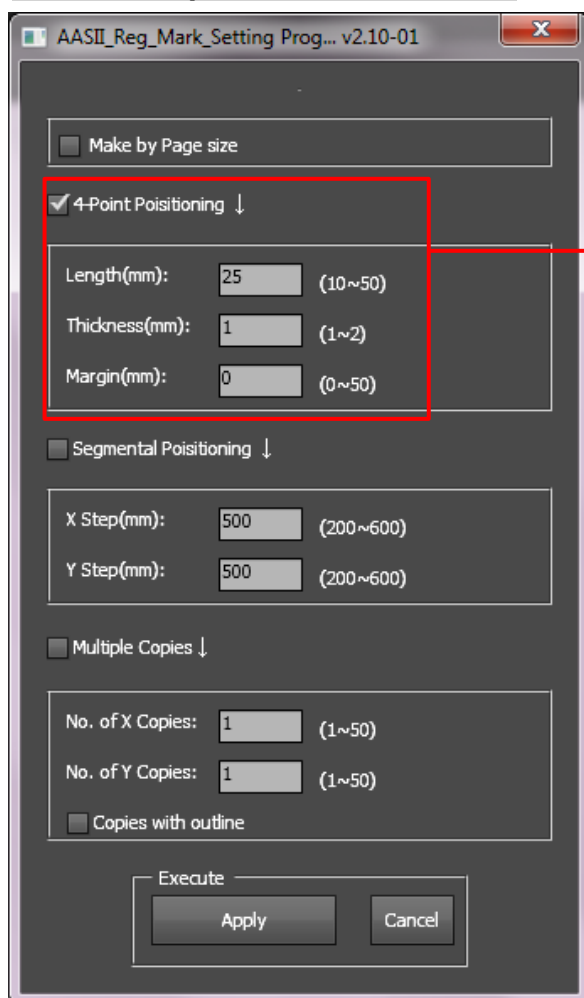 AASII_Reg_Mark_Setting Prog... v2.10-01
Make by Page size
4-Point Poisitioning ↓
Length(mm): 25 (10~50)
Thickness(mm): 1 (1~2)
Margin(mm): 0 (0~50)
Segmental Poisitioning ↓
X Step(mm): 500 (200~600)
Y Step(mm): 500 (200~600)
Multiple Copies ↓
No. of X Copies: 1 (1~50)
No. of Y Copies: 1 (1~50)
Copies with outline
Execute
Apply Cancel